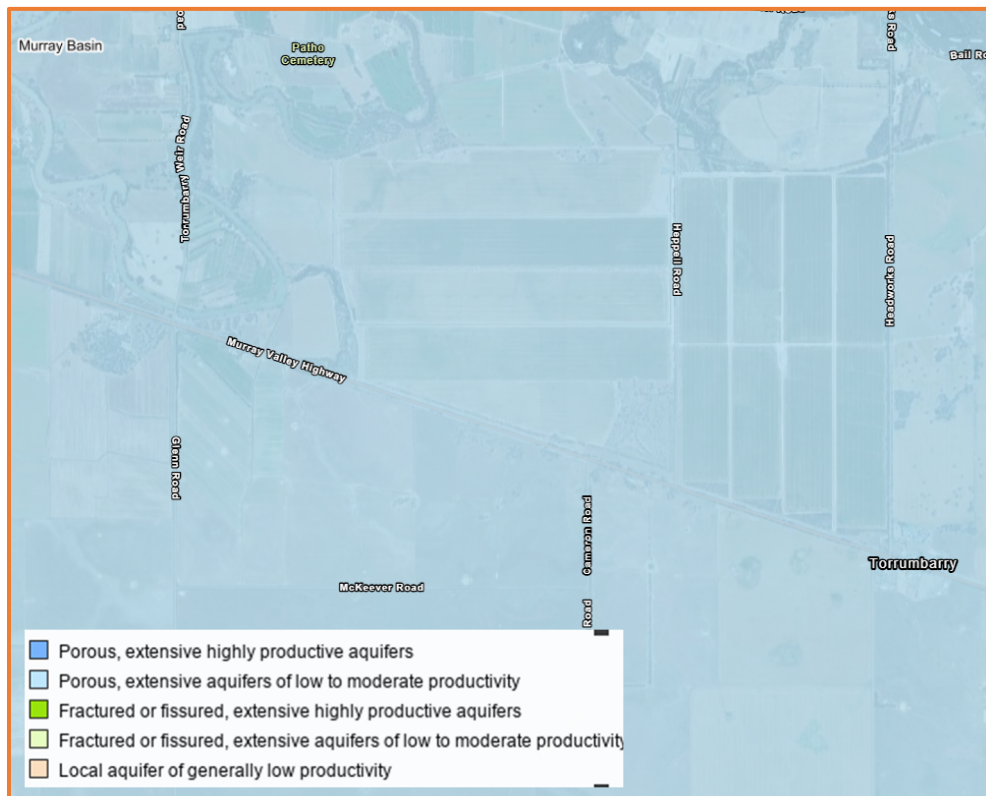 Murray Basin
Patho
Cemetery
Bail Ro
Torrumbarry Weir Road
Heddell Road
Headworks Road
Murray Valley Highway
Glenn Road
Cameron Road
Torrumbarry
McKeever Road
Road
Porous, extensive highly productive aquifers
Porous, extensive aquifers of low to moderate productivity
Fractured or fissured, extensive highly productive aquifers
Fractured or fissured, extensive aquifers of low to moderate productivity
Local aquifer of generally low productivity